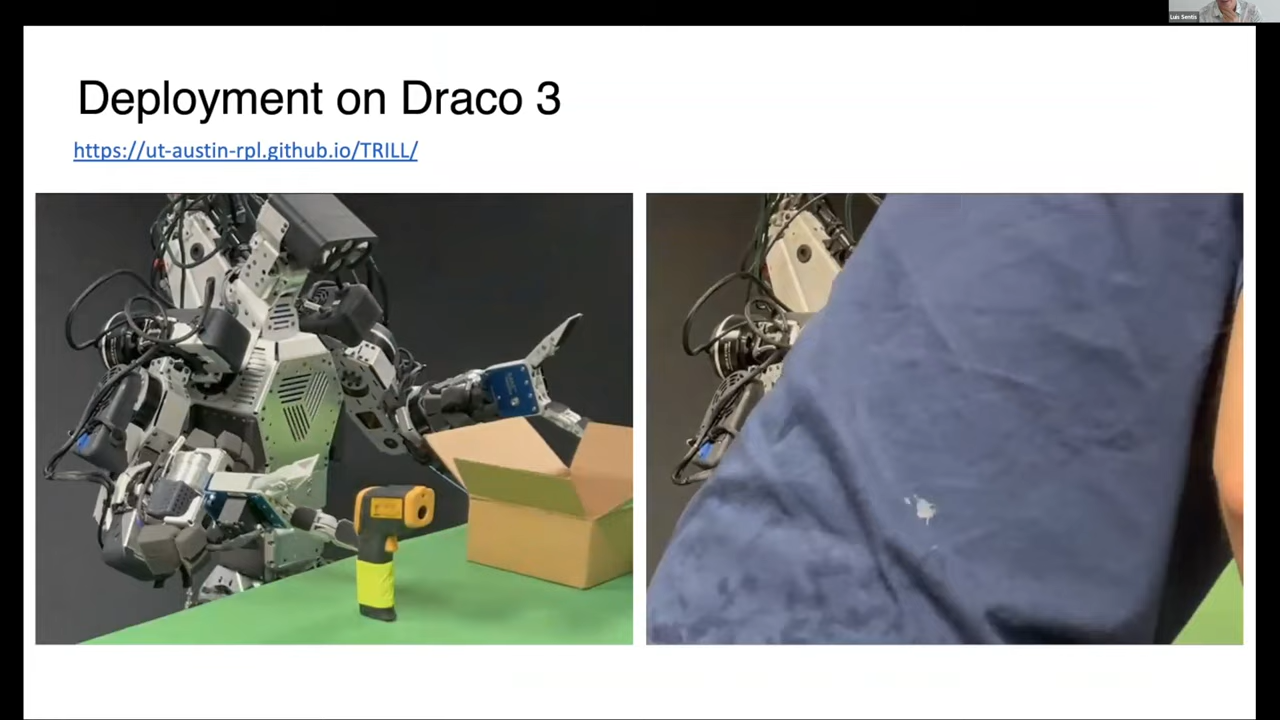 Luis Sentis
Deployment on Draco 3
https://ut-austin-rpl.github.io/TRILL/